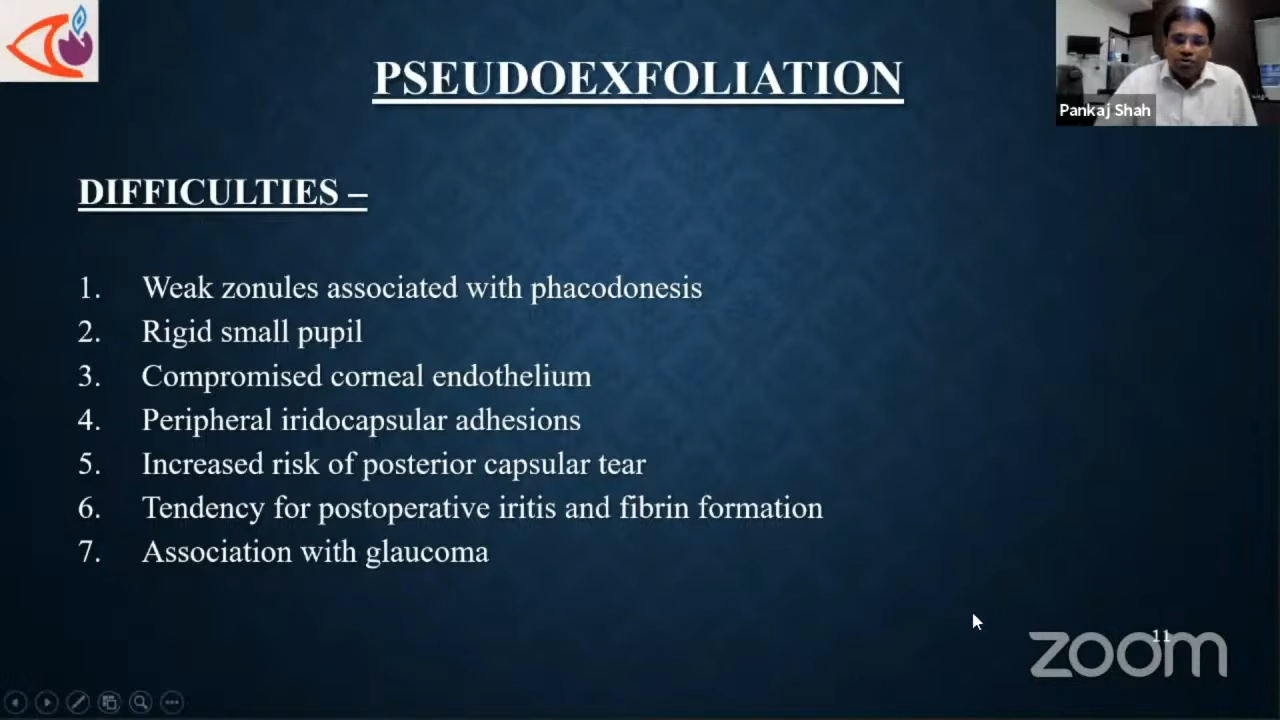 PSEUDOEXFOLIATION
Pankaj Shah
DIFFICULTIES –
1. Weak zonules associated with phacodonesis
2. Rigid small pupil
3. Compromised corneal endothelium
4. Peripheral iridocapsular adhesions
5. Increased risk of posterior capsular tear
6. Tendency for postoperative iritis and fibrin formation
7. Association with glaucoma
11
zoom